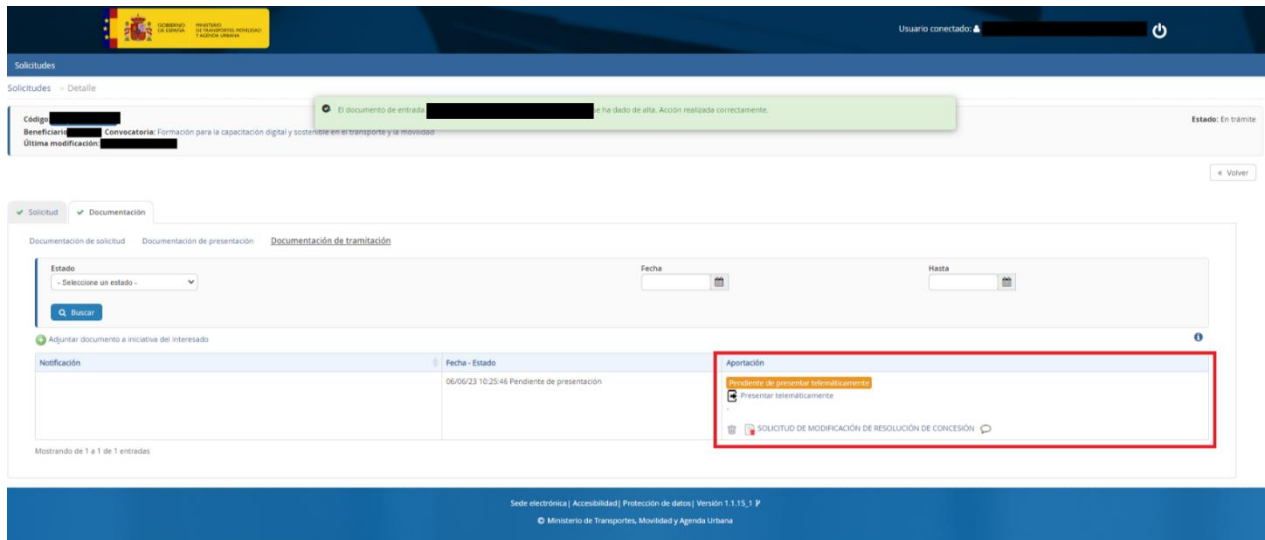 GOBIERNO DE ESPAÑA
MINISTERIO DE TRANSPORTES, MOVILIDAD Y AGENDA URBANA
Usuario conectado:
Solicitudes
Solicitudes » Detalle
El documento de entrada se ha dado de alta. Acción realizada correctamente.
Código:
Estado: En trámite
Beneficiario Convocatoria: Formación para la capacitación digital y sostenible en el transporte y la movilidad
Última modificación:
« Volver
Solicitud Documentación
Documentación de solicitud Documentación de presentación Documentación de tramitación
Estado Fecha Hasta
- Seleccione un estado -
Buscar
Adjuntar documento a iniciativa del interesado
Notificación Fecha - Estado Aportación
06/06/23 10:25:46 Pendiente de presentación
Pendiente de presentar telemáticamente
Presentar telemáticamente
-
SOLICITUD DE MODIFICACIÓN DE RESOLUCIÓN DE CONCESIÓN
Mostrando de 1 a 1 de 1 entradas
Sede electrónica| Accesibilidad| Protección de datos| Versión 1.1.15_1
© Ministerio de Transportes, Movilidad y Agenda Urbana